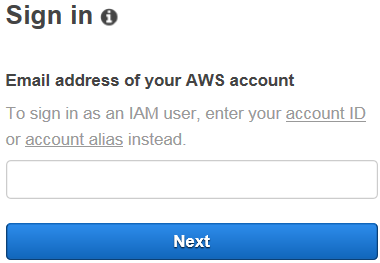 Sign in
Email address of your AWS account
To sign in as an IAM user, enter your account ID
or account alias instead.
Next